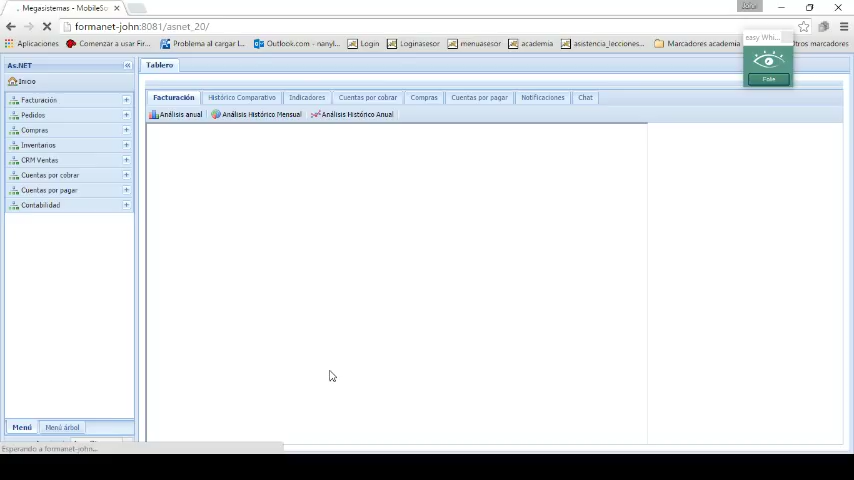 Megasistemas - MobileSo
formanet-john:8081/asnet_20/
Aplicaciones
Comenzar a usar Fir...
Problema al cargar l...
Outlook.com - nanyl...
Login
Loginasesor
menuasesor
academia
asistencia_lecciones...
Marcadores academia
Otros marcadores
easy Whi...
As.NET
Inicio
Facturación
Pedidos
Compras
Inventarios
CRM Ventas
Cuentas por cobrar
Cuentas por pagar
Contabilidad
Tablero
Facturación
Histórico Comparativo
Indicadores
Cuentas por cobrar
Compras
Cuentas por pagar
Notificaciones
Chat
Análisis anual
Análisis Histórico Mensual
Análisis Histórico Anual
Menú
Menú árbol
Esperando a formanet-john...